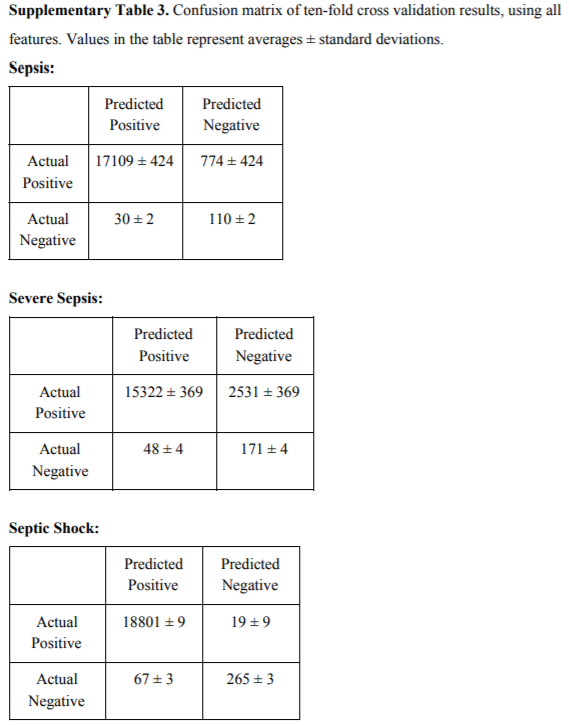 Supplementary Table 3. Confusion matrix of ten-fold cross validation results, using all
features. Values in the table represent averages ± standard deviations.
Sepsis:
Predicted Positive Predicted Negative
Actual Positive 17109 ± 424 774 ± 424
Actual Negative 30 ± 2 110 ± 2
Severe Sepsis:
Predicted Positive Predicted Negative
Actual Positive 15322 ± 369 2531 ± 369
Actual Negative 48 ± 4 171 ± 4
Septic Shock:
Predicted Positive Predicted Negative
Actual Positive 18801 ± 9 19 ± 9
Actual Negative 67 ± 3 265 ± 3